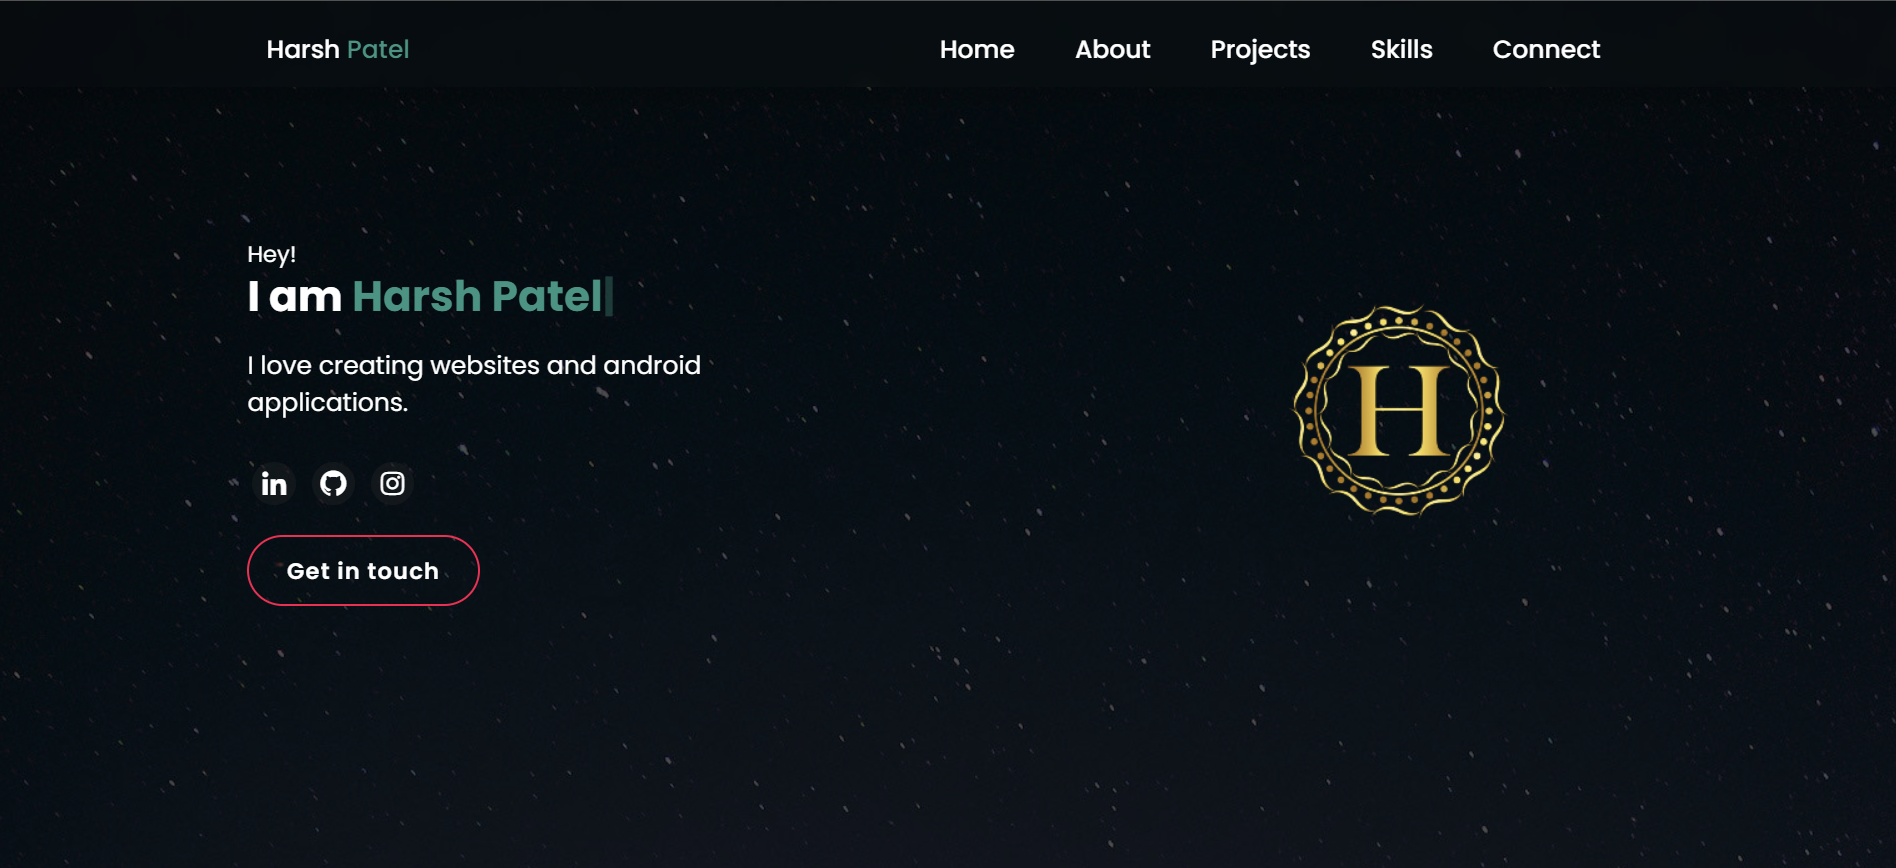 Harsh Patel
Home About Projects Skills Connect
Hey!
I am Harsh Patel
I love creating websites and android
applications.
in
Get in touch
H